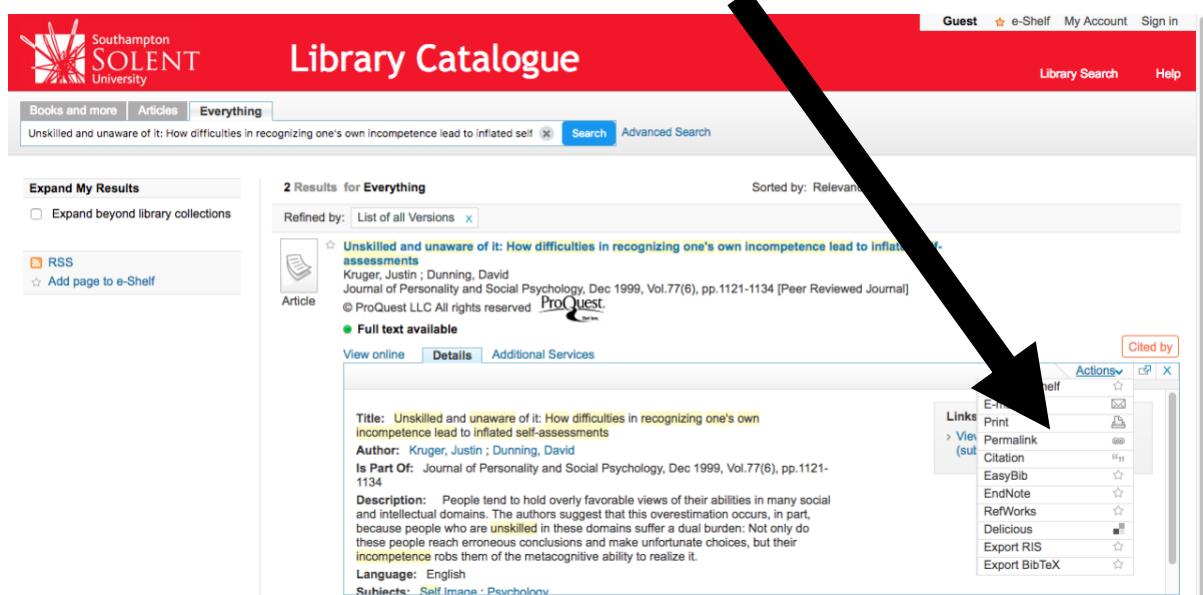 Guest e-Shelf My Account Sign in
Southampton
SOLENT
University
Library Catalogue
Library Search Help
Books and more Articles Everything
Unskilled and unaware of it: How difficulties in recognizing one's own incompetence lead to inflated self
Search Advanced Search
Expand My Results
Expand beyond library collections
RSS
Add page to e-Shelf
2 Results for Everything
Sorted by:
Refined by: List of all Versions x
Article
Unskilled and unaware of it: How difficulties in recognizing one's own incompetence lead to
assessments
Kruger, Justin ; Dunning, David
Journal of Personality and Social Psychology, Dec 1999, Vol.77(6), pp.1121-1134 [Peer Reviewed Journal]
© ProQuest LLC All rights reserved ProQuest
Full text available
View online Details Additional Services
Cited by
Actions X
Title: Unskilled and unaware of it: How difficulties in recognizing one's own
incompetence lead to inflated self-assessments
Author: Kruger, Justin ; Dunning, David
Is Part Of: Journal of Personality and Social Psychology, Dec 1999, Vol.77(6), pp.1121-
1134
Description: People tend to hold overly favorable views of their abilities in many social
and intellectual domains. The authors suggest that this overestimation occurs, in part,
because people who are unskilled in these domains suffer a dual burden: Not only do
these people reach erroneous conclusions and make unfortunate choices, but their
incompetence robs them of the metacognitive ability to realize it.
Language: English
Subjects: Self Image ; Psychology
Links
Print
Permalink
Citation
EasyBib
EndNote
RefWorks
Delicious
Export RIS
Export BibTeX